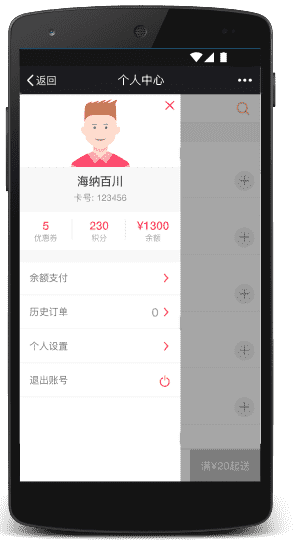 返回
个人中心
海纳百川
卡号: 123456
5 230 ¥1300
优惠券 积分 余额
余额支付
历史订单 0
个人设置
退出账号
满¥20起送